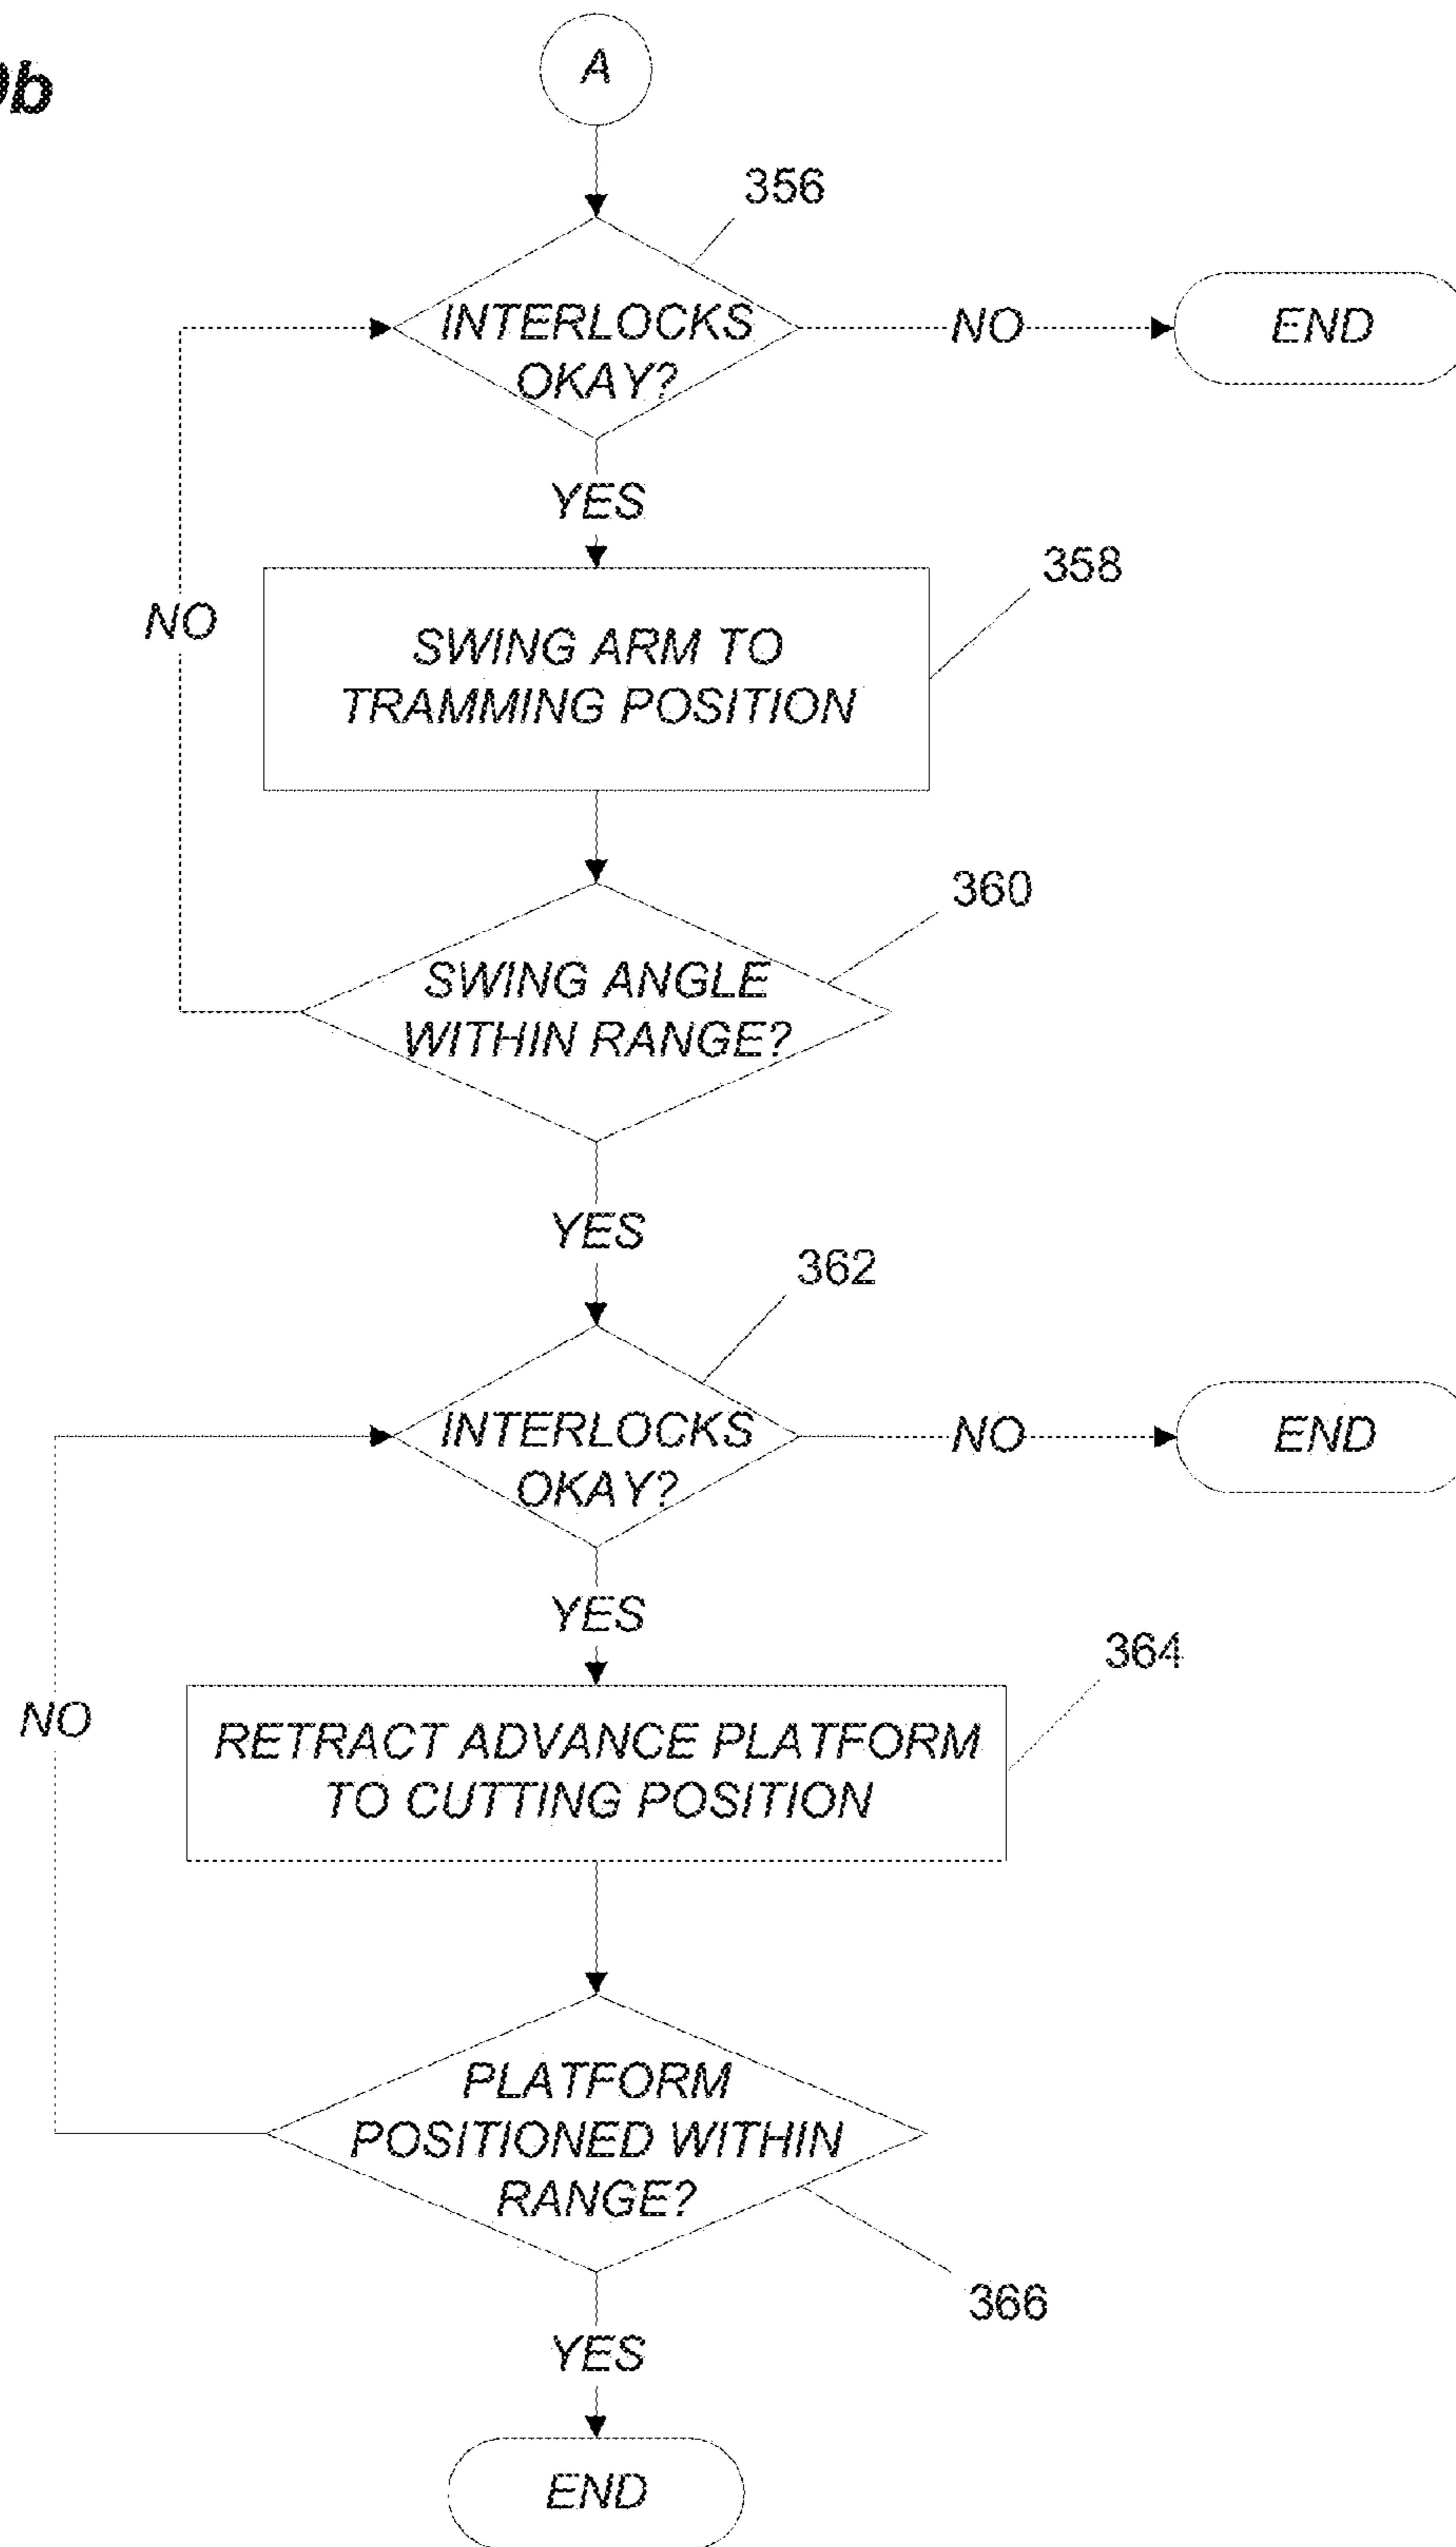 A
356
INTERLOCKS
OKAY?
NO
END
YES
358
NO
SWING ARM TO
TRAMMING POSITION
360
SWING ANGLE
WITHIN RANGE?
YES
362
INTERLOCKS
OKAY?
NO
END
YES
364
NO
RETRACT ADVANCE PLATFORM
TO CUTTING POSITION
PLATFORM
POSITIONED WITHIN
RANGE?
366
YES
END